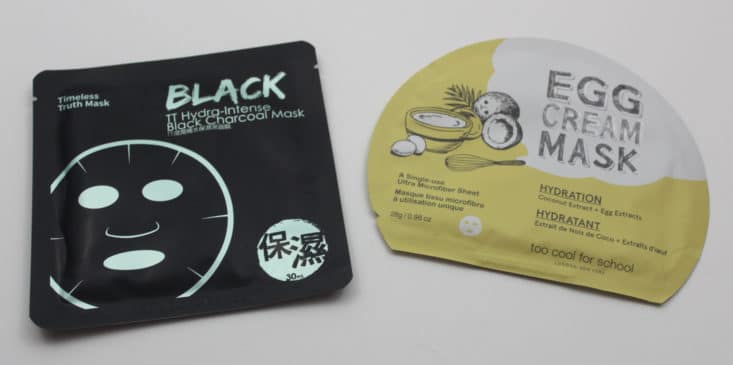 Timeless
Truth Mask
BLACK
TT Hydra-Intense
Black Charcoal Mask
保濕
30mL
EGG
CREAM
MASK
A Single-use
Ultra Microfiber Sheet
Masque tissu microfibre
à utilisation unique
28g / 0.98 oz
HYDRATION
Coconut Extract + Egg Extracts
HYDRATANT
Extrait de Nois de Coco + Extraits d'œuf
too cool for school